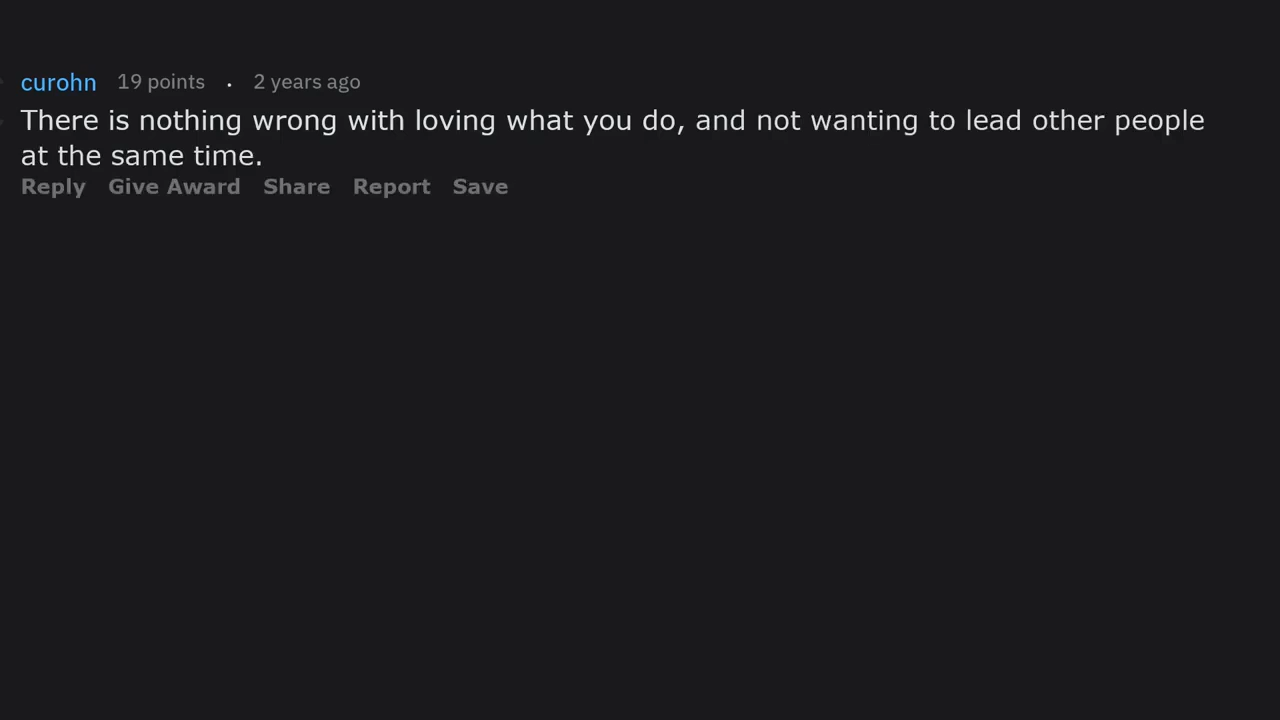 curohn 19 points . 2 years ago
There is nothing wrong with loving what you do, and not wanting to lead other people
at the same time.
Reply Give Award Share Report Save